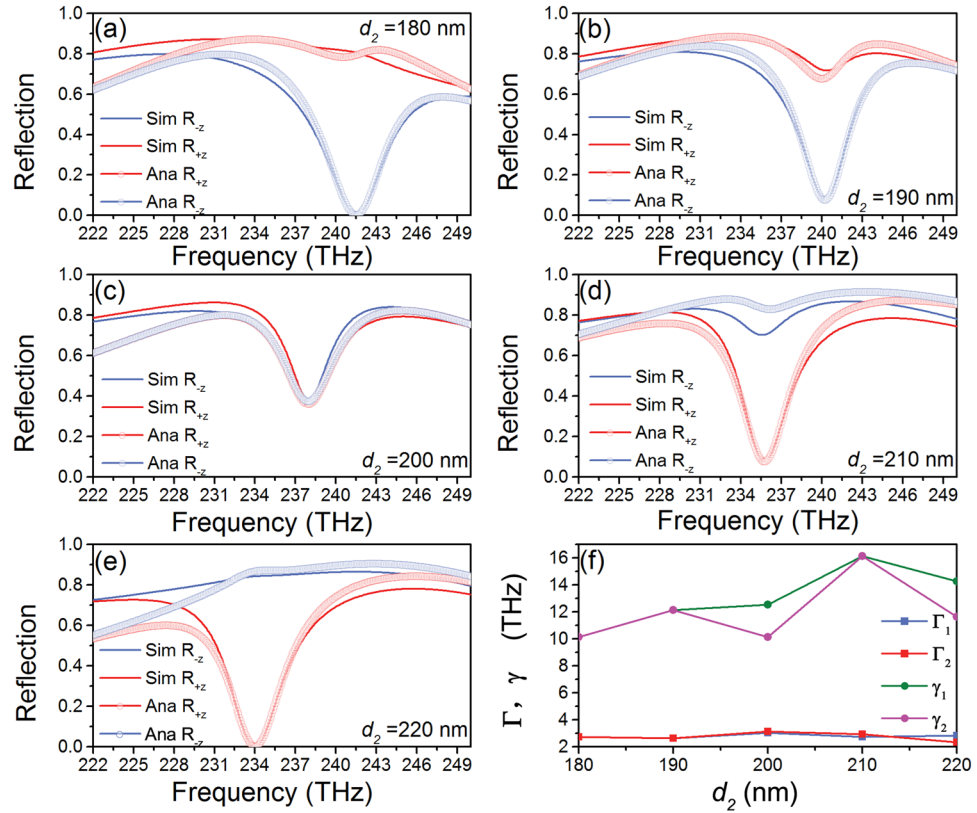 (a)
d2 =180 nm
Reflection
1.0
0.8
0.6
0.4
0.2
0.0
Sim R-z
Sim R+z
Ana R+z
Ana R-z
222 225 228 231 234 237 240 243 246 249
Frequency (THz)
(b)
Reflection
1.0
0.8
0.6
0.4
0.2
0.0
Sim R-z
Sim R+z
Ana R+z
Ana R-z
d2 =190 nm
222 225 228 231 234 237 240 243 246 249
Frequency (THz)
(c)
Reflection
1.0
0.8
0.6
0.4
0.2
0.0
Sim R-z
Sim R+z
Ana R+z
Ana R-z
d2 =200 nm
222 225 228 231 234 237 240 243 246 249
Frequency (THz)
(d)
Reflection
1.0
0.8
0.6
0.4
0.2
0.0
Sim R-z
Sim R+z
Ana R+z
Ana R-z
d2 =210 nm
222 225 228 231 234 237 240 243 246 249
Frequency (THz)
(e)
Reflection
1.0
0.8
0.6
0.4
0.2
0.0
Sim R-z
Sim R+z
Ana R+z
Ana R-z
d2 =220 nm
222 225 228 231 234 237 240 243 246 249
Frequency (THz)
(f)
Γ, γ (THz)
16
14
12
10
8
6
4
2
Γ1
Γ2
γ1
γ2
180 190 200 210 220
d2 (nm)